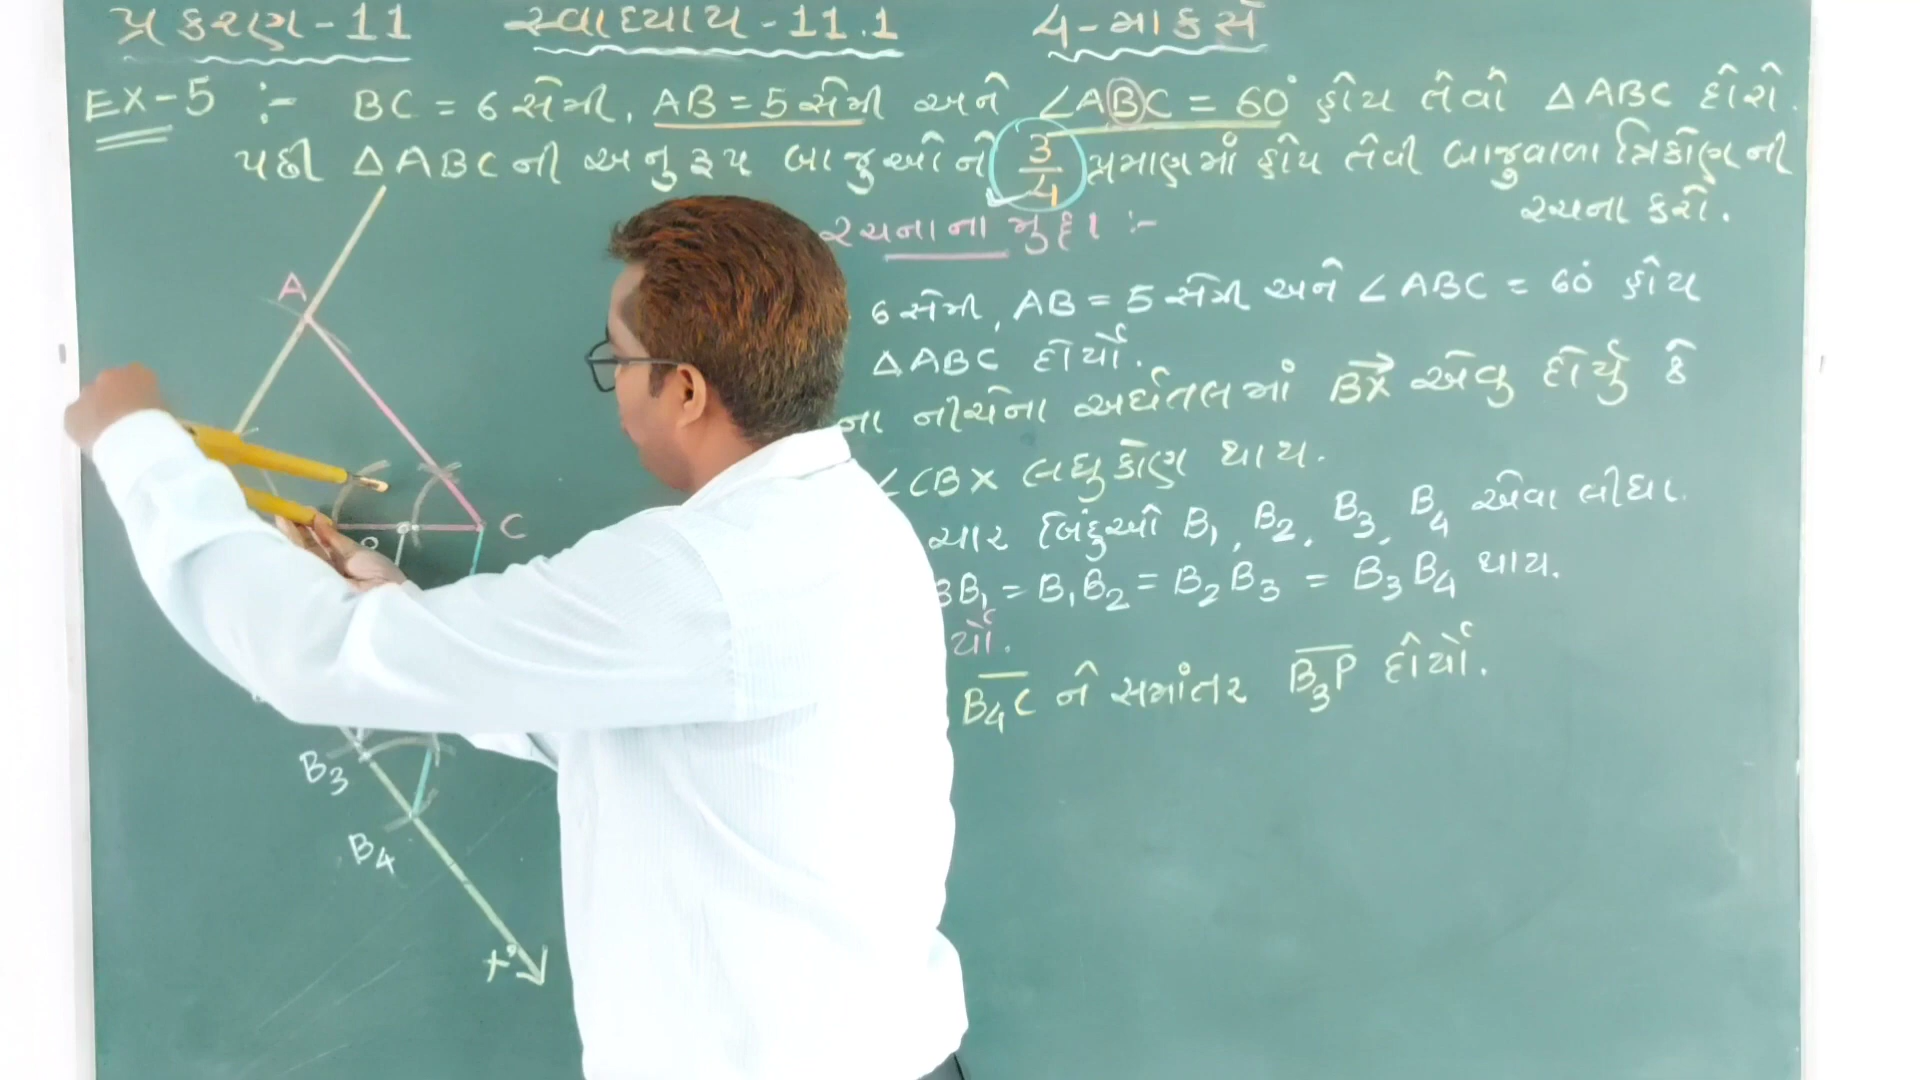 પ્રકરણ-11 સ્વાધ્યાય-11.1 4-માર્કસ
EX-5 :- BC = 6 સેમી, AB = 5 સેમી અને ∠ABC = 60° હોય તેવો △ABC દોરો.
પછી △ABC ની અનુરૂપ બાજુઓને 3/4 પ્રમાણમાં હોય તેવી બાજુવાળા ત્રિકોણની
રચના કરો.
રચનાના મુદ્દા :-
6 સેમી, AB = 5 સેમી અને ∠ABC = 60° હોય
△ABC દોર્યો.
ના નીચેના અર્ધતલમાં BX એવુ દોર્યુ કે
∠CBX લઘુકોણ થાય.
ચાર બિંદુઓ B1, B2, B3, B4 એવા લીધા.
BB1 = B1B2 = B2B3 = B3B4 થાય.
ર્યો.
B4C ને સમાંતર B3P દોર્યો.
A
C
P
B3
B4
X